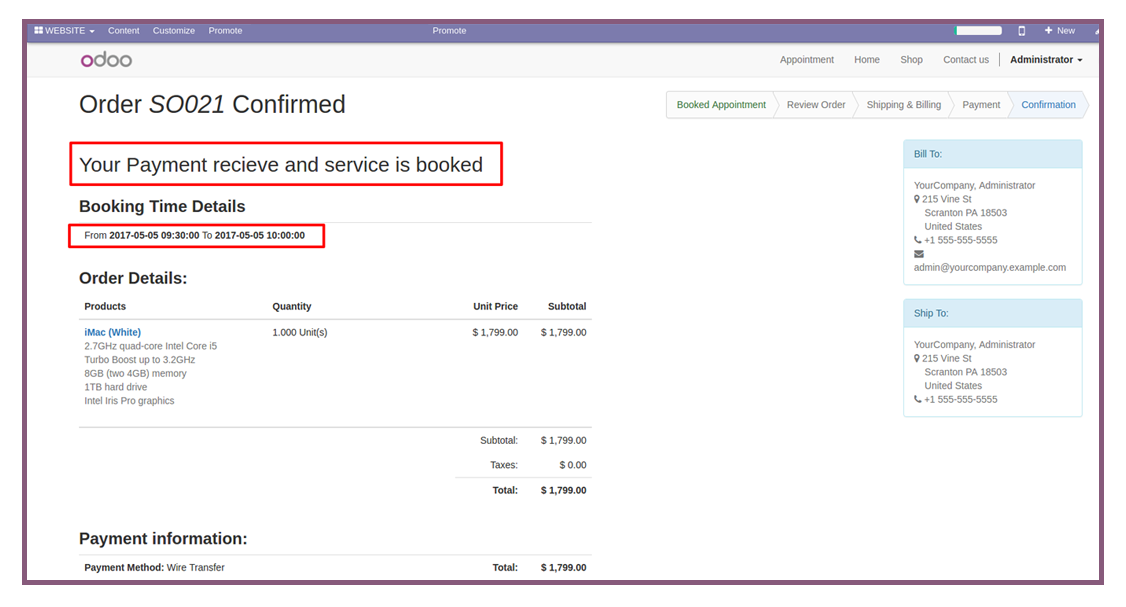 WEBSITE Content Customize Promote Promote New
odoo Appointment Home Shop Contact us Administrator
Order SO021 Confirmed
Booked Appointment Review Order Shipping & Billing Payment Confirmation
Your Payment recieve and service is booked
Booking Time Details
From 2017-05-05 09:30:00 To 2017-05-05 10:00:00
Order Details:
Products Quantity Unit Price Subtotal
iMac (White) 1.000 Unit(s) $ 1,799.00 $ 1,799.00
2.7GHz quad-core Intel Core i5
Turbo Boost up to 3.2GHz
8GB (two 4GB) memory
1TB hard drive
Intel Iris Pro graphics
Subtotal: $ 1,799.00
Taxes: $ 0.00
Total: $ 1,799.00
Payment information:
Payment Method: Wire Transfer Total: $ 1,799.00
Bill To:
YourCompany, Administrator
215 Vine St
Scranton PA 18503
United States
+1 555-555-5555
admin@yourcompany.example.com
Ship To:
YourCompany, Administrator
215 Vine St
Scranton PA 18503
United States
+1 555-555-5555